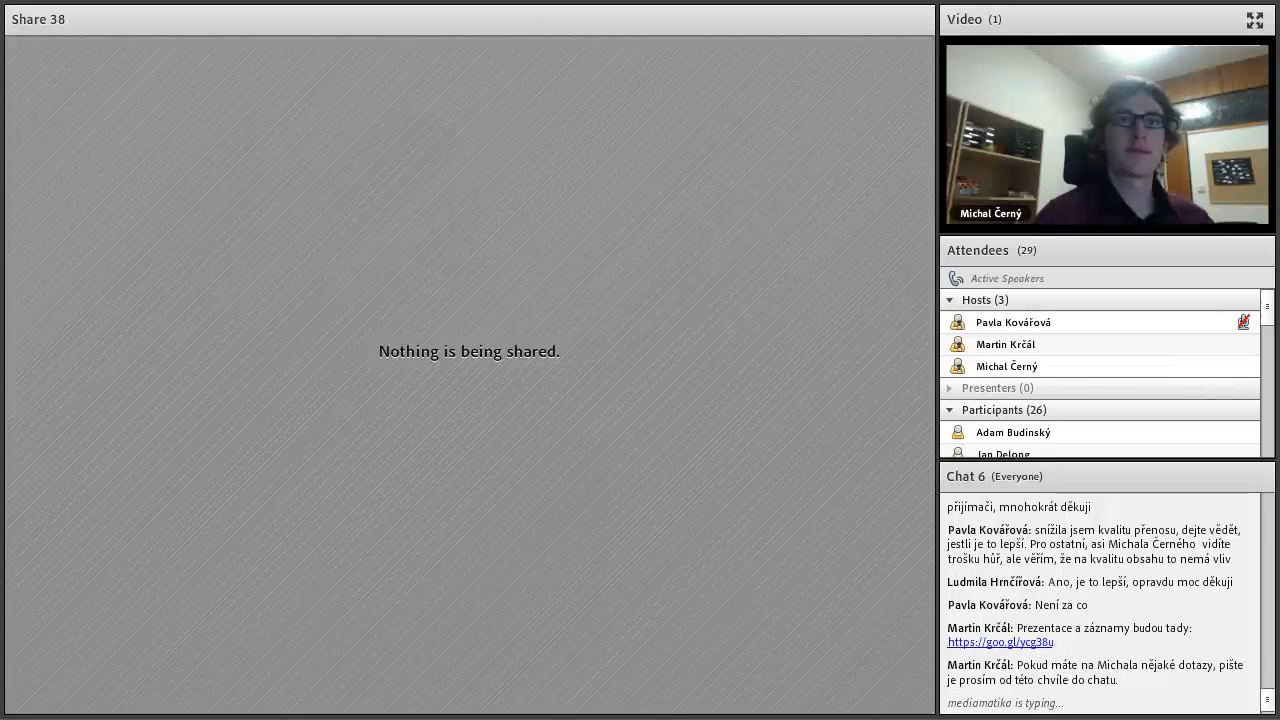 Share 38
Nothing is being shared.
Video (1)
Michal Černý
Attendees (29)
Active Speakers
Hosts (3)
Pavla Kovářová
Martin Krčál
Michal Černý
Presenters (0)
Participants (26)
Adam Budinský
Jan Delong
Chat 6 (Everyone)
přijímači, mnohokrát děkuji
Pavla Kovářová: snížila jsem kvalitu přenosu, dejte vědět,
jestli je to lepší. Pro ostatní, asi Michala Černého vidíte
trošku hůř, ale věřím, že na kvalitu obsahu to nemá vliv
Ludmila Hrnčířová: Ano, je to lepší, opravdu moc děkuji
Pavla Kovářová: Není za co
Martin Krčál: Prezentace a záznamy budou tady:
https://goo.gl/ycg38u
Martin Krčál: Pokud máte na Michala nějaké dotazy, pište
je prosím od této chvíle do chatu.
mediamatika is typing...